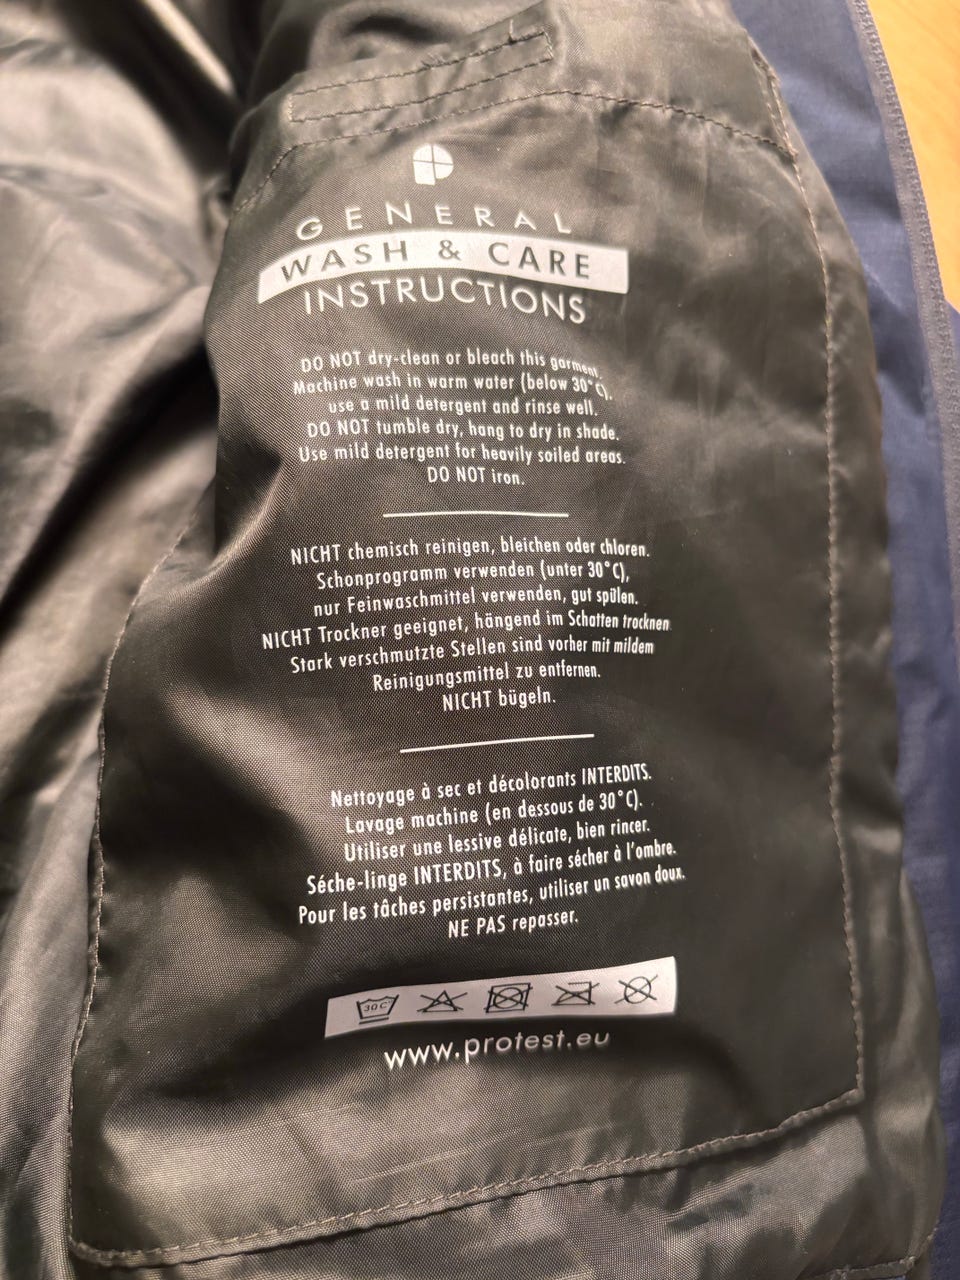 GENERAL
WASH & CARE
INSTRUCTIONS
DO NOT dry-clean or bleach this garment.
Machine wash in warm water (below 30°C).
use a mild detergent and rinse well.
DO NOT tumble dry, hang to dry in shade.
Use mild detergent for heavily soiled areas.
DO NOT iron.
NICHT chemisch reinigen, bleichen oder chloren.
Schonprogramm verwenden (unter 30°C),
nur Feinwaschmittel verwenden, gut spülen.
NICHT Trockner geeignet, hängend im Schatten trocknen
Stark verschmutzte Stellen sind vorher mit mildem
Reinigungsmittel zu entfernen.
NICHT bügeln.
Nettoyage à sec et décolorants INTERDITS.
Lavage machine (en dessous de 30°C).
Utiliser une lessive délicate, bien rincer.
Séche-linge INTERDITS, à faire sécher à l'ombre.
Pour les tâches persistantes, utiliser un savon doux.
NE PAS repasser.
30C°
www.protest.eu